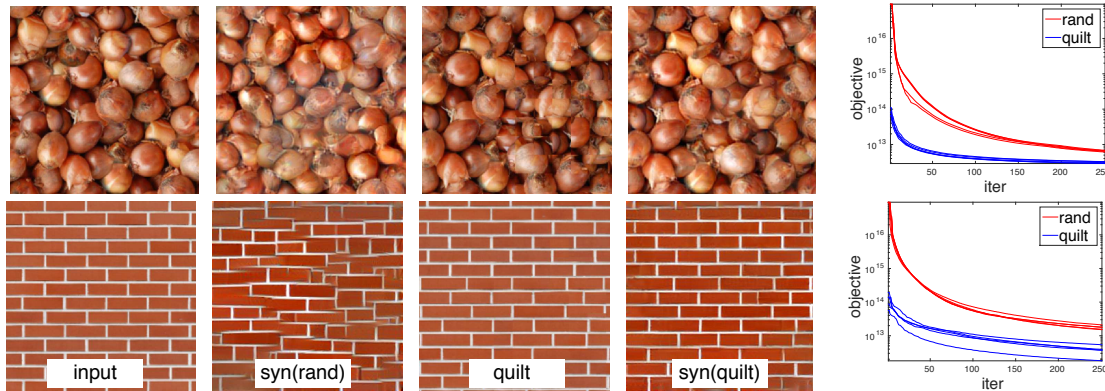 rand
quilt
10^16
10^15
10^14
10^13
objective
50 100 150 200 250
iter
rand
quilt
10^16
10^15
10^14
10^13
objective
50 100 150 200 250
iter
input syn(rand) quilt syn(quilt)